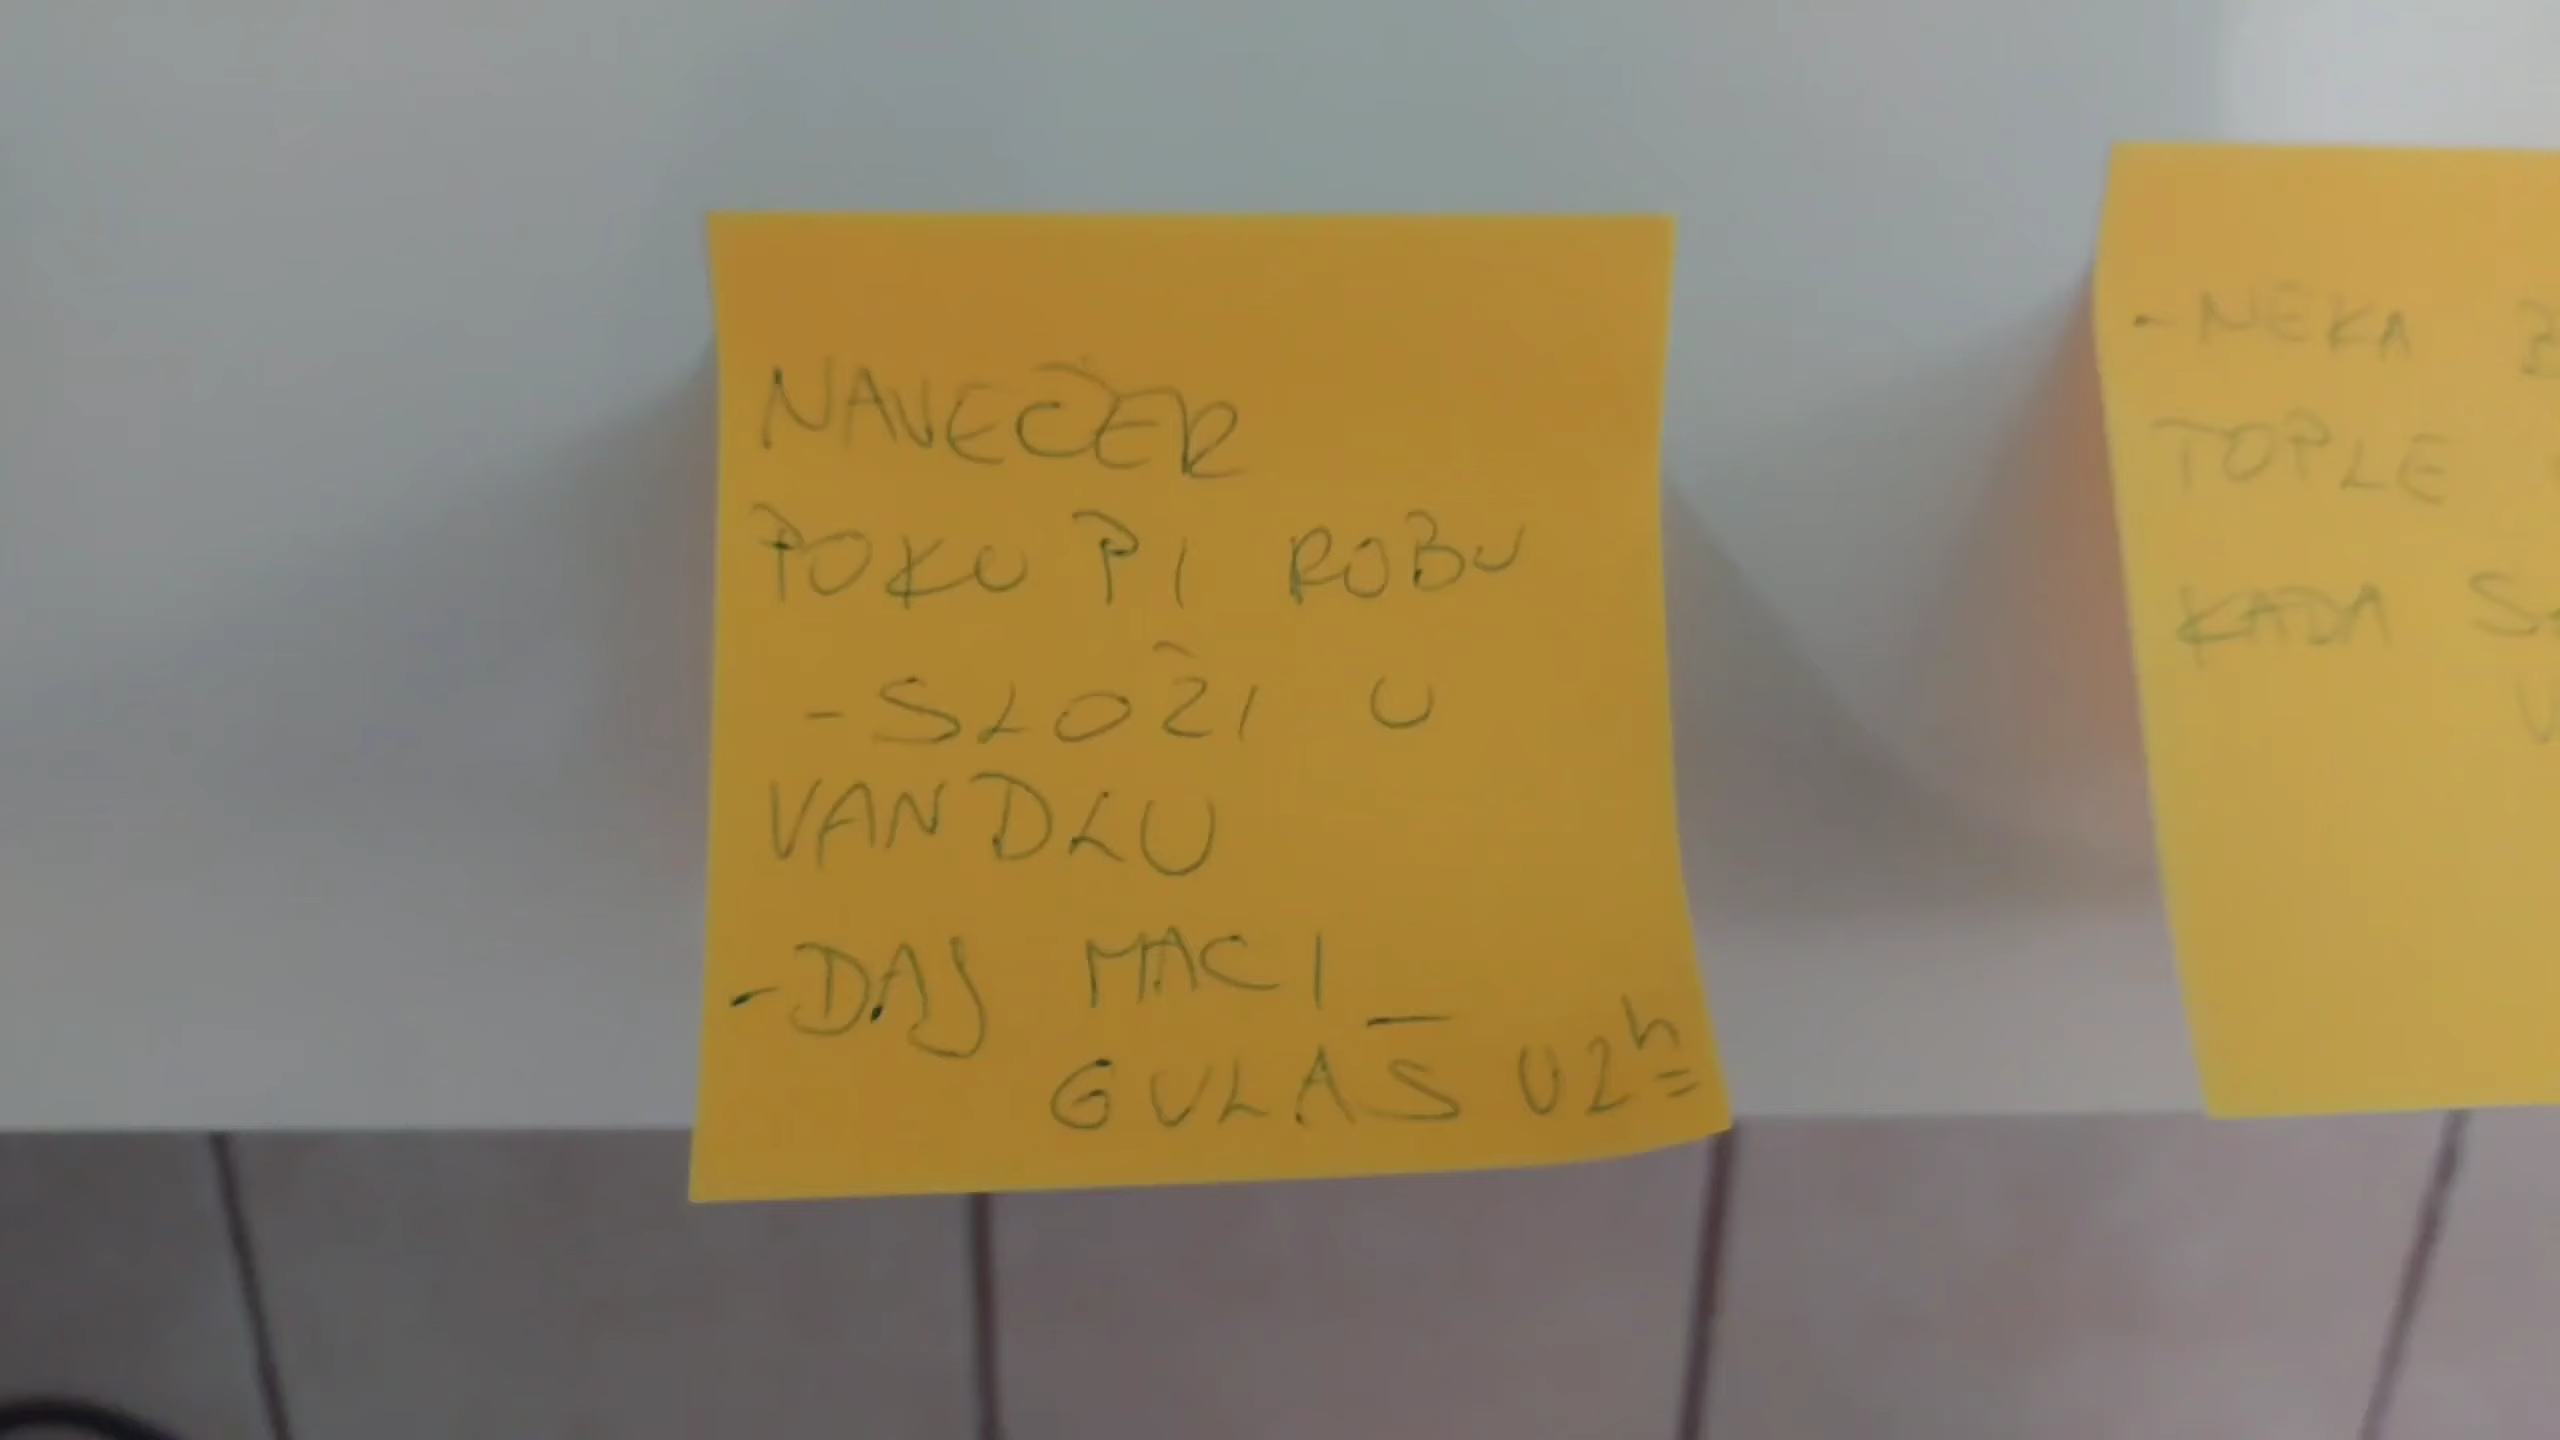 NAVEČER
POKUPI ROBU
-SLOŽI U
VANDLU
-DAJ MACI
GULAŠ U 2h
-NEKA
TOPLE
KADA